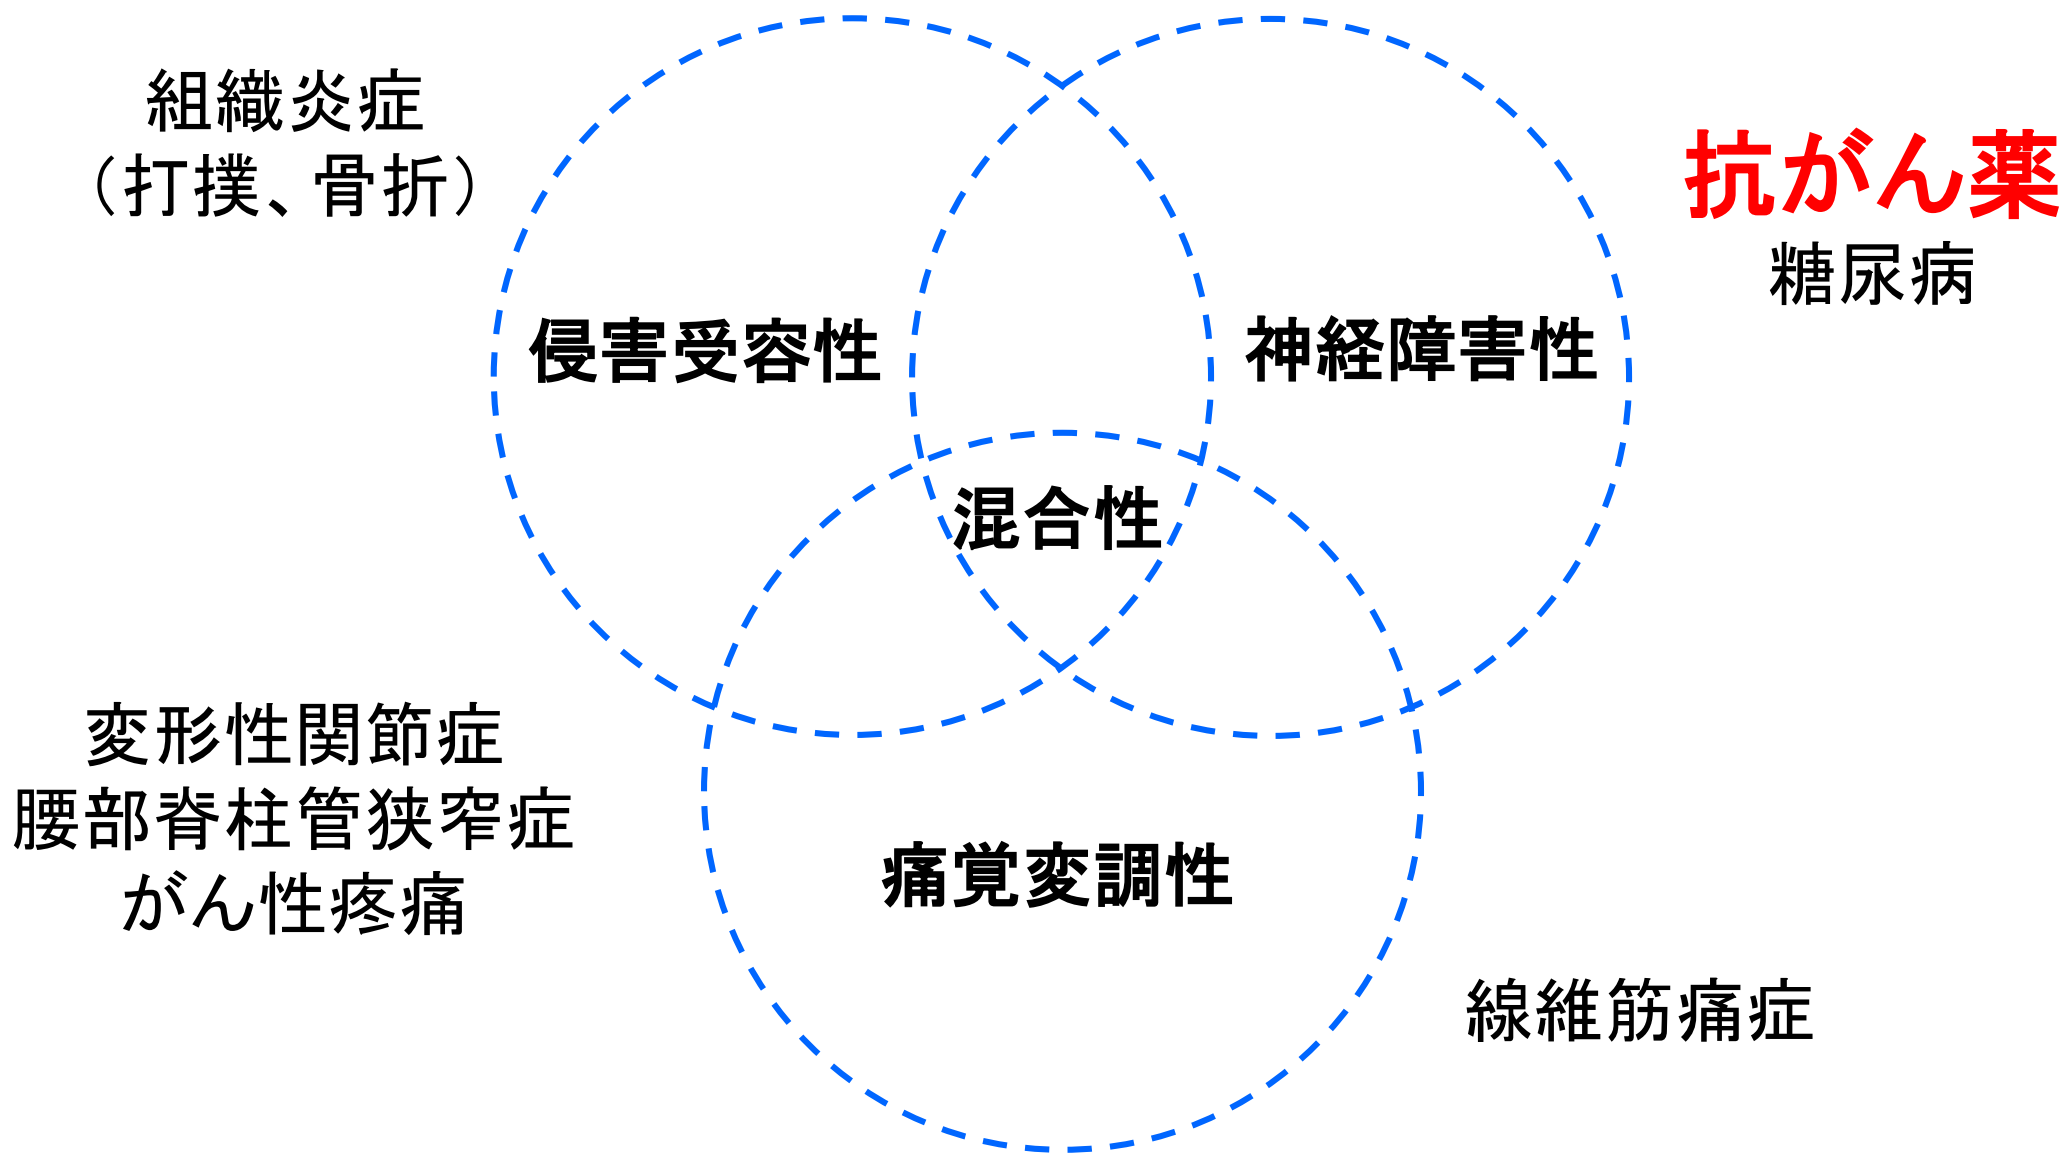 組織炎症
（打撲、骨折）
抗がん薬
糖尿病
侵害受容性
神経障害性
混合性
変形性関節症
腰部脊柱管狭窄症
がん性疼痛
痛覚変調性
線維筋痛症